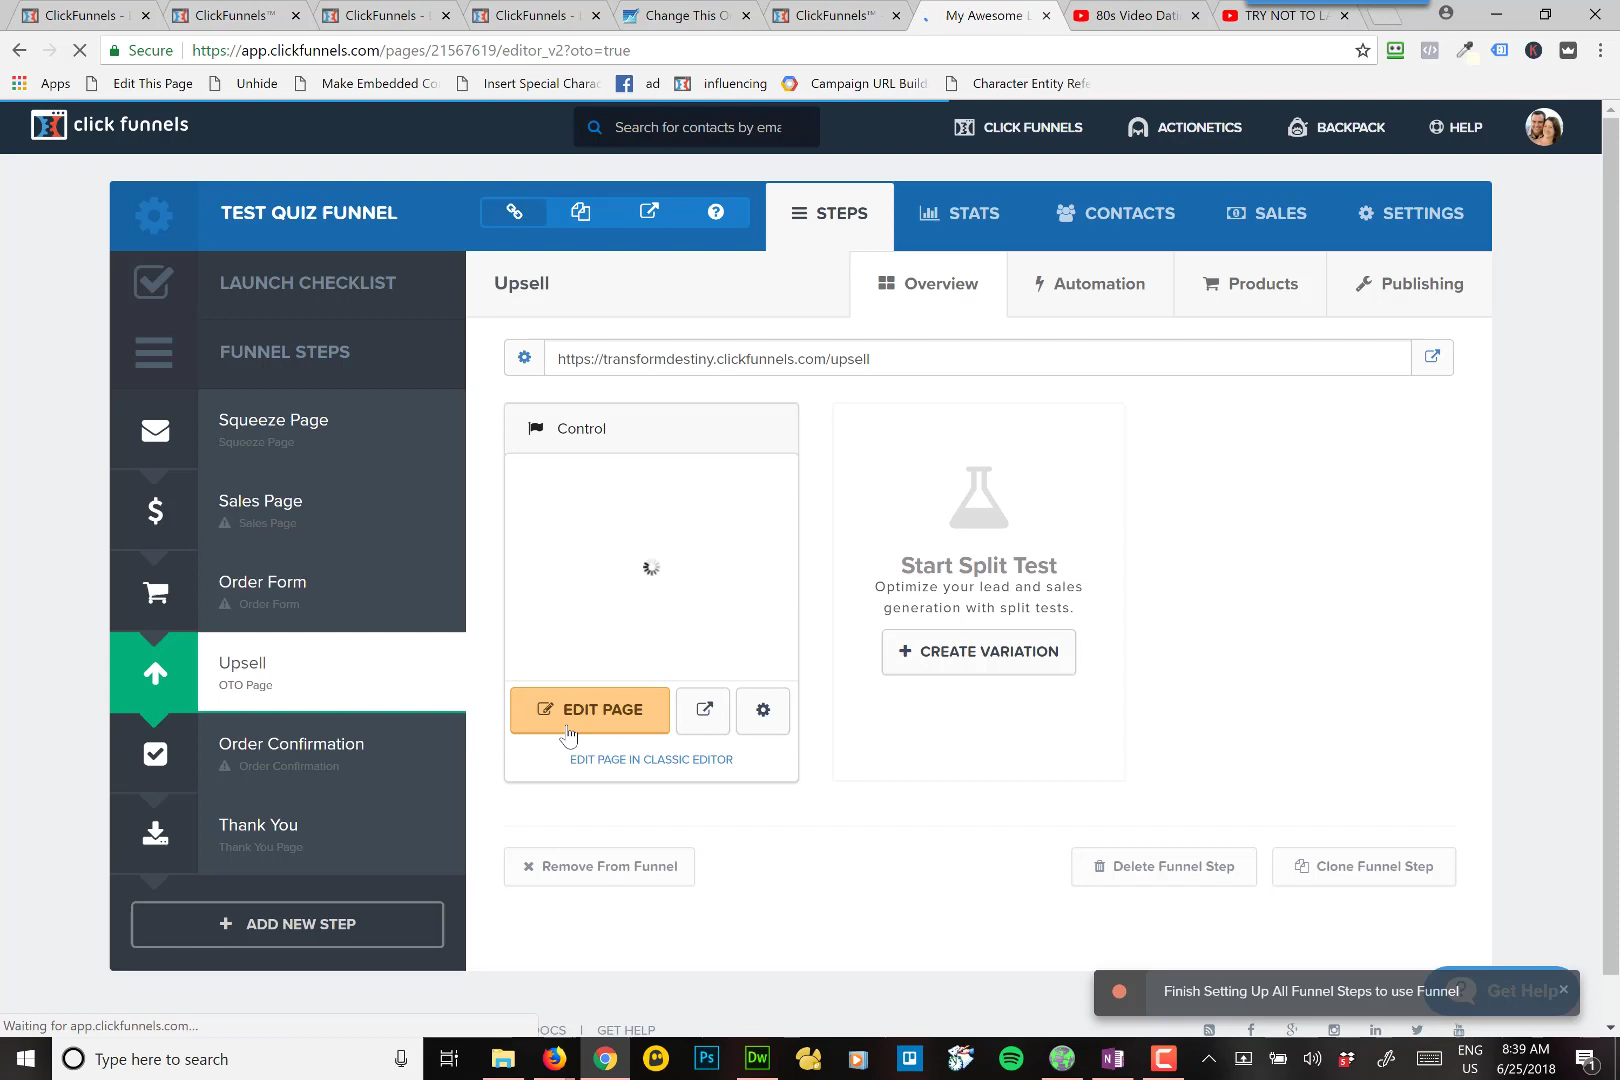 ClickFunnels -
ClickFunnels™
ClickFunnels -
ClickFunnels -
Change This O
ClickFunnels™
My Awesome
80s Video Dati
TRY NOT TO LA
Secure
https://app.clickfunnels.com/pages/21567619/editor_v2?oto=true
Apps
Edit This Page
Unhide
Make Embedded Co
Insert Special Charac
ad
influencing
Campaign URL Build
Character Entity Refe
click funnels
Search for contacts by ema
CLICK FUNNELS
ACTIONETICS
BACKPACK
HELP
TEST QUIZ FUNNEL
STEPS
STATS
CONTACTS
SALES
SETTINGS
LAUNCH CHECKLIST
Upsell
Overview
Automation
Products
Publishing
FUNNEL STEPS
https://transformdestiny.clickfunnels.com/upsell
Squeeze Page
Squeeze Page
Control
Sales Page
Sales Page
Order Form
Order Form
Start Split Test
Optimize your lead and sales
generation with split tests.
+ CREATE VARIATION
Upsell
OTO Page
EDIT PAGE
EDIT PAGE IN CLASSIC EDITOR
Order Confirmation
Order Confirmation
Thank You
Thank You Page
Remove From Funnel
Delete Funnel Step
Clone Funnel Step
+ ADD NEW STEP
Finish Setting Up All Funnel Steps to use Funnel
Get Help
Waiting for app.clickfunnels.com...
DOCS | GET HELP
Type here to search
Ps
Dw
ENG
US
8:39 AM
6/25/2018
1